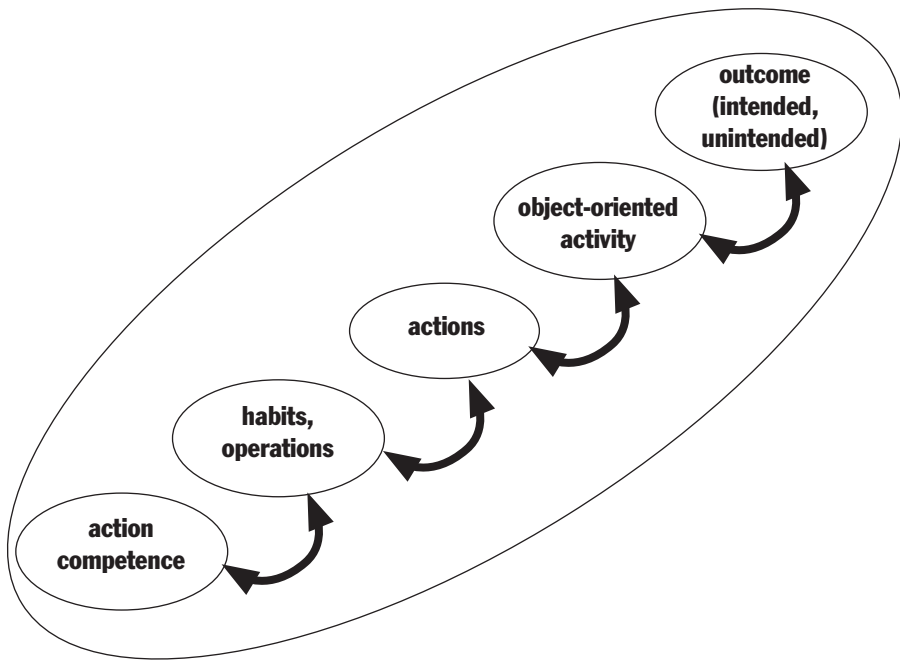 outcome
(intended,
unintended)
object-oriented
activity
actions
habits,
operations
action
competence